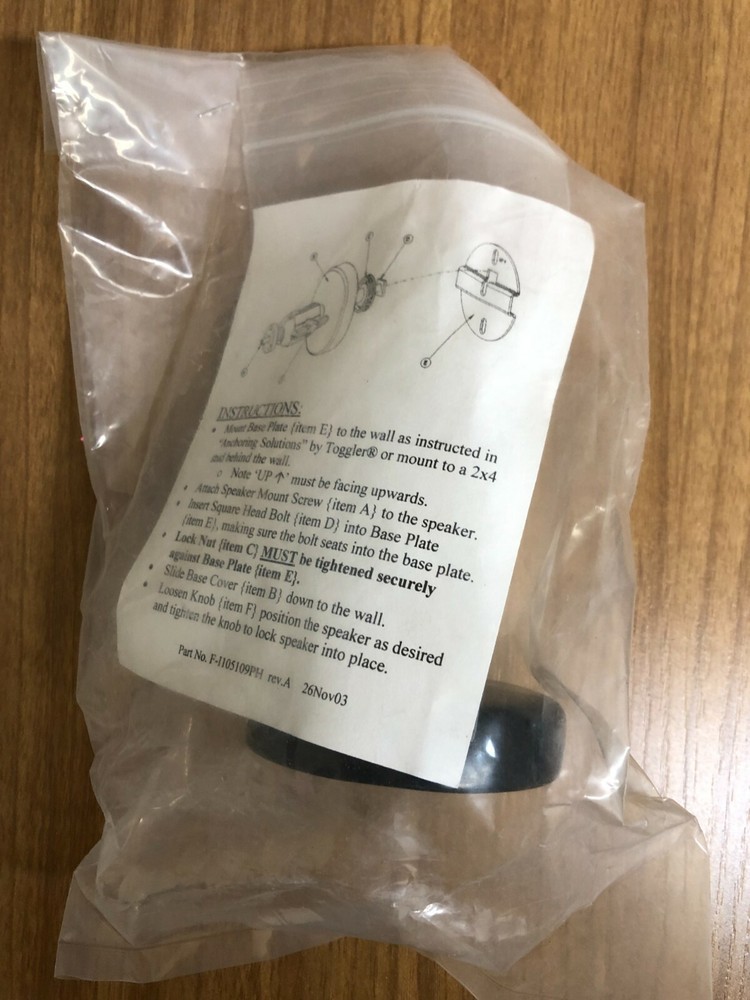 INSTRUCTIONS:
• Mount Base Plate {item E} to the wall as instructed in
"Anchoring Solutions" by Toggler® or mount to a 2x4
stud behind the wall.
o Note 'UP ↑' must be facing upwards.
• Attach Speaker Mount Screw {item A} to the speaker.
• Insert Square Head Bolt {item D} into Base Plate
{item E}, making sure the bolt seats into the base plate.
• Lock Nut {item C} MUST be tightened securely
against Base Plate {item E}.
• Slide Base Cover {item B} down to the wall.
• Loosen Knob {item F} position the speaker as desired
and tighten the knob to lock speaker into place.
Part No. F-I105109PH rev.A 26Nov03